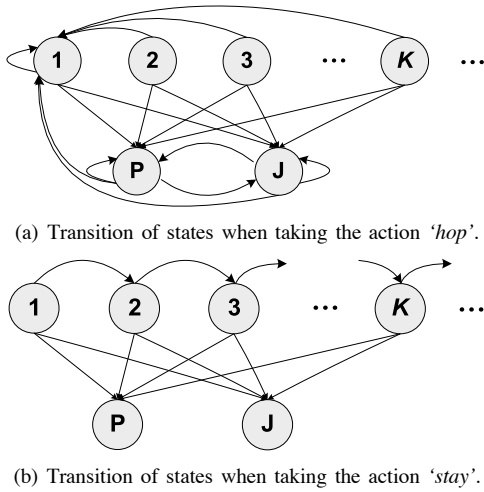 1 2 3 ... K ...
P J
(a) Transition of states when taking the action 'hop'.
1 2 3 ... K ...
P J
(b) Transition of states when taking the action 'stay'.